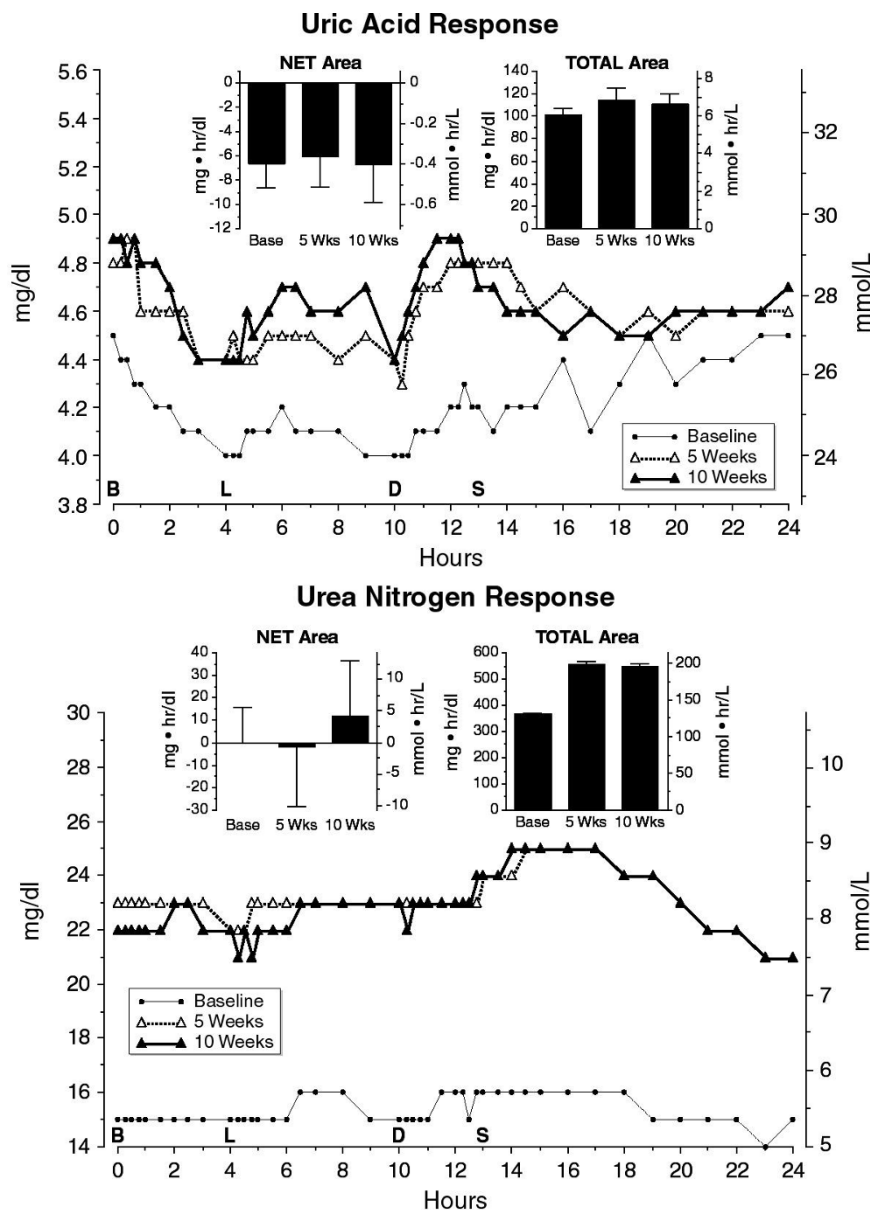 Uric Acid Response
NET Area
TOTAL Area
5.6
5.4
5.2
5.0
4.8
4.6
4.4
4.2
4.0
3.8
mg/dl
0
-2
-4
-6
-8
-10
-12
mg • hr/dl
0
-0.2
-0.4
-0.6
mmol • hr/L
Base 5 Wks 10 Wks
140
120
100
80
60
40
20
0
mg • hr/dl
8
6
4
2
0
mmol • hr/L
Base 5 Wks 10 Wks
32
30
28
26
24
mmol/L
Baseline
5 Weeks
10 Weeks
B L D S
0 2 4 6 8 10 12 14 16 18 20 22 24
Hours
Urea Nitrogen Response
NET Area
TOTAL Area
30
28
26
25
24
22
20
18
16
14
mg/dl
40
30
20
10
0
-10
-20
-30
mg • hr/dl
10
5
0
-5
-10
mmol • hr/L
Base 5 Wks 10 Wks
600
500
400
300
200
100
0
mg • hr/dl
200
150
100
50
0
mmol • hr/L
Base 5 Wks 10 Wks
10
9
8
7
6
5
mmol/L
Baseline
5 Weeks
10 Weeks
B L D S
0 2 4 6 8 10 12 14 16 18 20 22 24
Hours